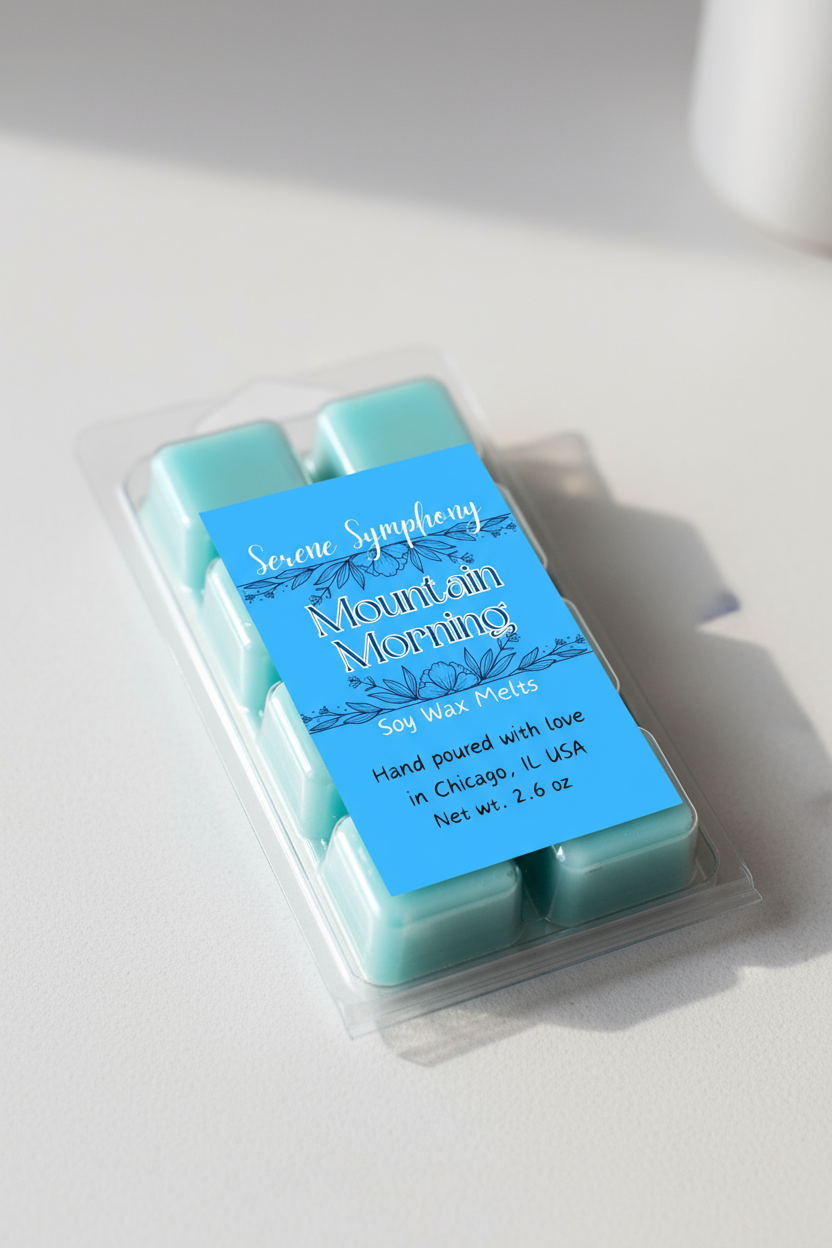 Serene Symphony
Mountain
Morning
Soy Wax Melts
Hand poured with love
in Chicago, IL USA
Net wt. 2.6 oz